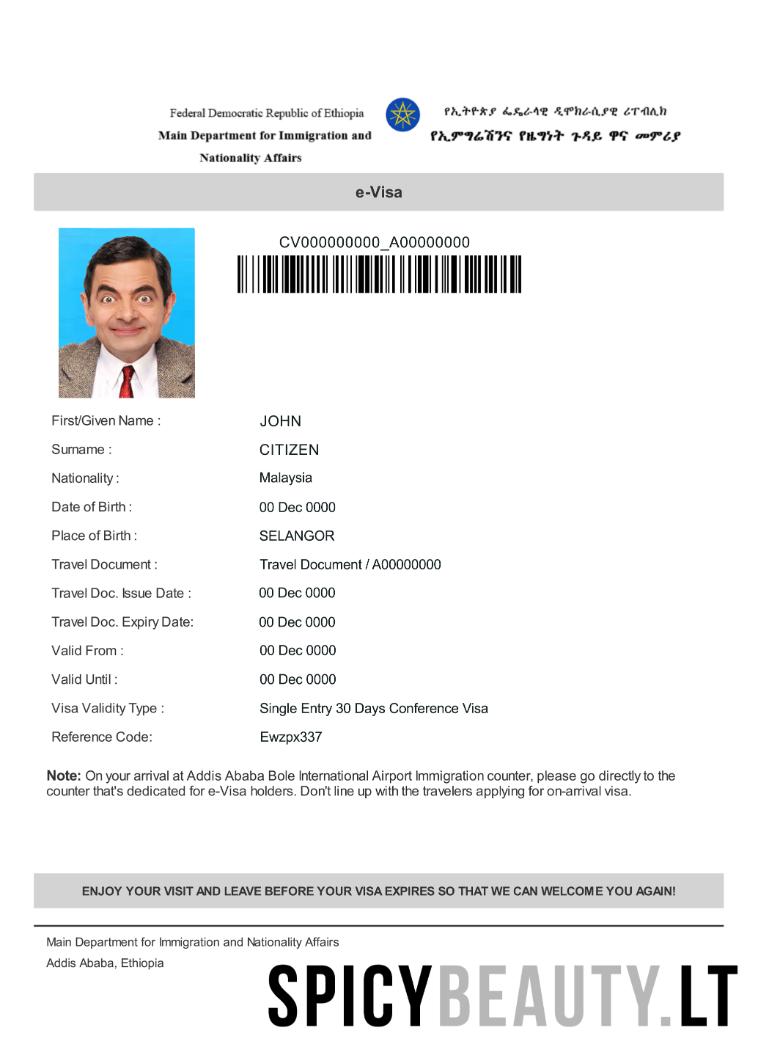 Federal Democratic Republic of Ethiopia
Main Department for Immigration and
Nationality Affairs
የኢትዮጵያ ፌዴራላዊ ዲሞክራሲያዊ ሪፐብሊክ
የኢምግሬሽንና የዜግነት ጉዳይ ዋና መምሪያ
e-Visa
CV000000000_A00000000
First/Given Name : JOHN
Surname : CITIZEN
Nationality : Malaysia
Date of Birth : 00 Dec 0000
Place of Birth : SELANGOR
Travel Document : Travel Document / A00000000
Travel Doc. Issue Date : 00 Dec 0000
Travel Doc. Expiry Date: 00 Dec 0000
Valid From : 00 Dec 0000
Valid Until : 00 Dec 0000
Visa Validity Type : Single Entry 30 Days Conference Visa
Reference Code: Ewzpx337
Note: On your arrival at Addis Ababa Bole International Airport Immigration counter, please go directly to the
counter that's dedicated for e-Visa holders. Don't line up with the travelers applying for on-arrival visa.
ENJOY YOUR VISIT AND LEAVE BEFORE YOUR VISA EXPIRES SO THAT WE CAN WELCOME YOU AGAIN!
Main Department for Immigration and Nationality Affairs
Addis Ababa, Ethiopia
SPICYBEAUTY.LT